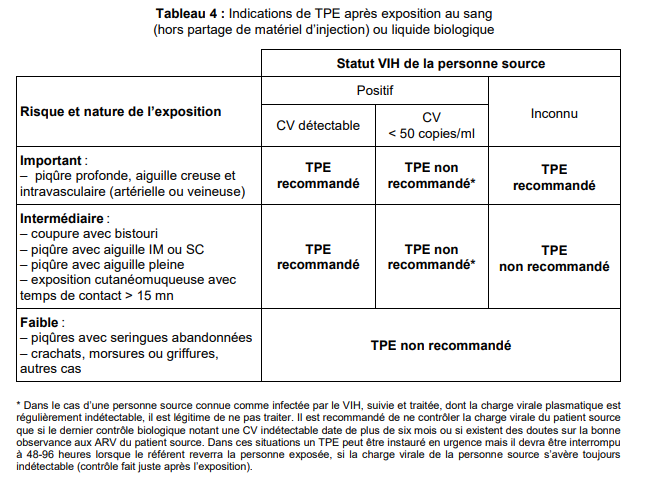 Tableau 4 : Indications de TPE après exposition au sang
(hors partage de matériel d’injection) ou liquide biologique
Statut VIH de la personne source
Risque et nature de l’exposition
Positif
Inconnu
CV détectable
CV
< 50 copies/ml
Important :
– piqûre profonde, aiguille creuse et
intravasculaire (artérielle ou veineuse)
TPE
recommandé
TPE non
recommandé*
TPE
recommandé
Intermédiaire :
– coupure avec bistouri
– piqûre avec aiguille IM ou SC
– piqûre avec aiguille pleine
– exposition cutanéomuqueuse avec
temps de contact > 15 mn
TPE
recommandé
TPE non
recommandé*
TPE
non recommandé
Faible :
– piqûres avec seringues abandonnées
– crachats, morsures ou griffures,
autres cas
TPE non recommandé
* Dans le cas d’une personne source connue comme infectée par le VIH, suivie et traitée, dont la charge virale plasmatique est
régulièrement indétectable, il est légitime de ne pas traiter. Il est recommandé de ne contrôler la charge virale du patient source
que si le dernier contrôle biologique notant une CV indétectable date de plus de six mois ou si existent des doutes sur la bonne
observance aux ARV du patient source. Dans ces situations un TPE peut être instauré en urgence mais il devra être interrompu
à 48-96 heures lorsque le référent reverra la personne exposée, si la charge virale de la personne source s’avère toujours
indétectable (contrôle fait juste après l’exposition).